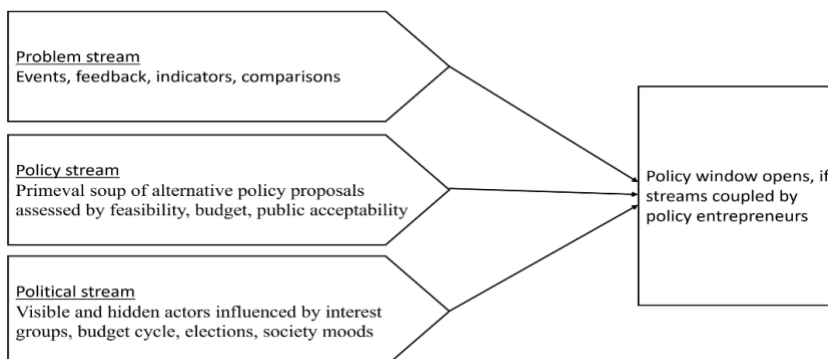 Problem stream
Events, feedback, indicators, comparisons
Policy stream
Primeval soup of alternative policy proposals
assessed by feasibility, budget, public acceptability
Political stream
Visible and hidden actors influenced by interest
groups, budget cycle, elections, society moods
Policy window opens, if
streams coupled by
policy entrepreneurs